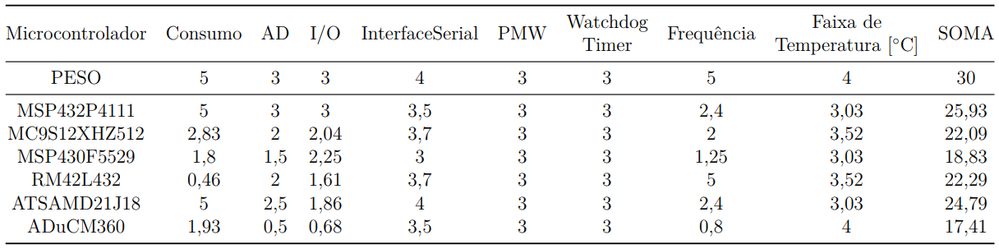 Microcontrolador Consumo AD I/O InterfaceSerial PMW Watchdog Timer Frequência Faixa de Temperatura [°C] SOMA
PESO 5 3 3 4 3 3 5 4 30
MSP432P4111 5 3 3 3,5 3 3 2,4 3,03 25,93
MC9S12XHZ512 2,83 2 2,04 3,7 3 3 2 3,52 22,09
MSP430F5529 1,8 1,5 2,25 3 3 3 1,25 3,03 18,83
RM42L432 0,46 2 1,61 3,7 3 3 5 3,52 22,29
ATSAMD21J18 5 2,5 1,86 4 3 3 2,4 3,03 24,79
ADuCM360 1,93 0,5 0,68 3,5 3 3 0,8 4 17,41